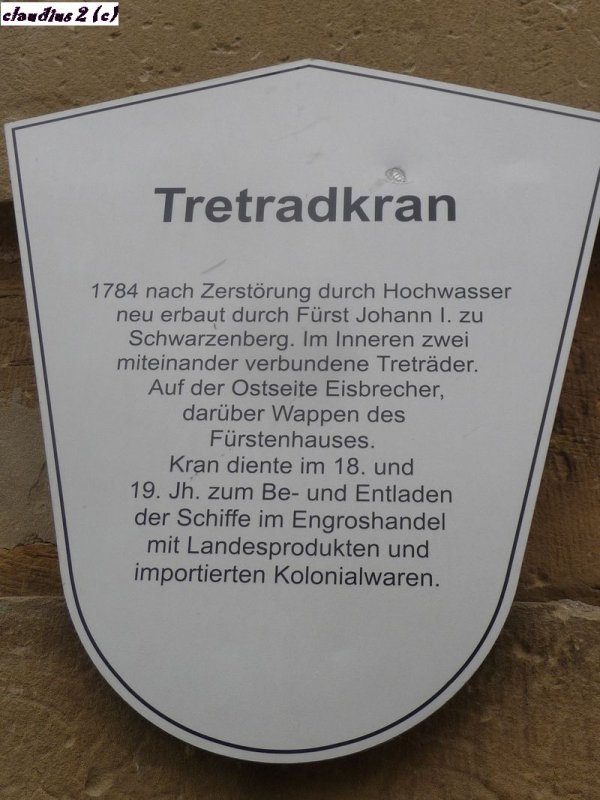 claudius 2 (c)
Tretradkran
1784 nach Zerstörung durch Hochwasser
neu erbaut durch Fürst Johann I. zu
Schwarzenberg. Im Inneren zwei
miteinander verbundene Treträder.
Auf der Ostseite Eisbrecher,
darüber Wappen des
Fürstenhauses.
Kran diente im 18. und
19. Jh. zum Be- und Entladen
der Schiffe im Engroshandel
mit Landesprodukten und
importierten Kolonialwaren.